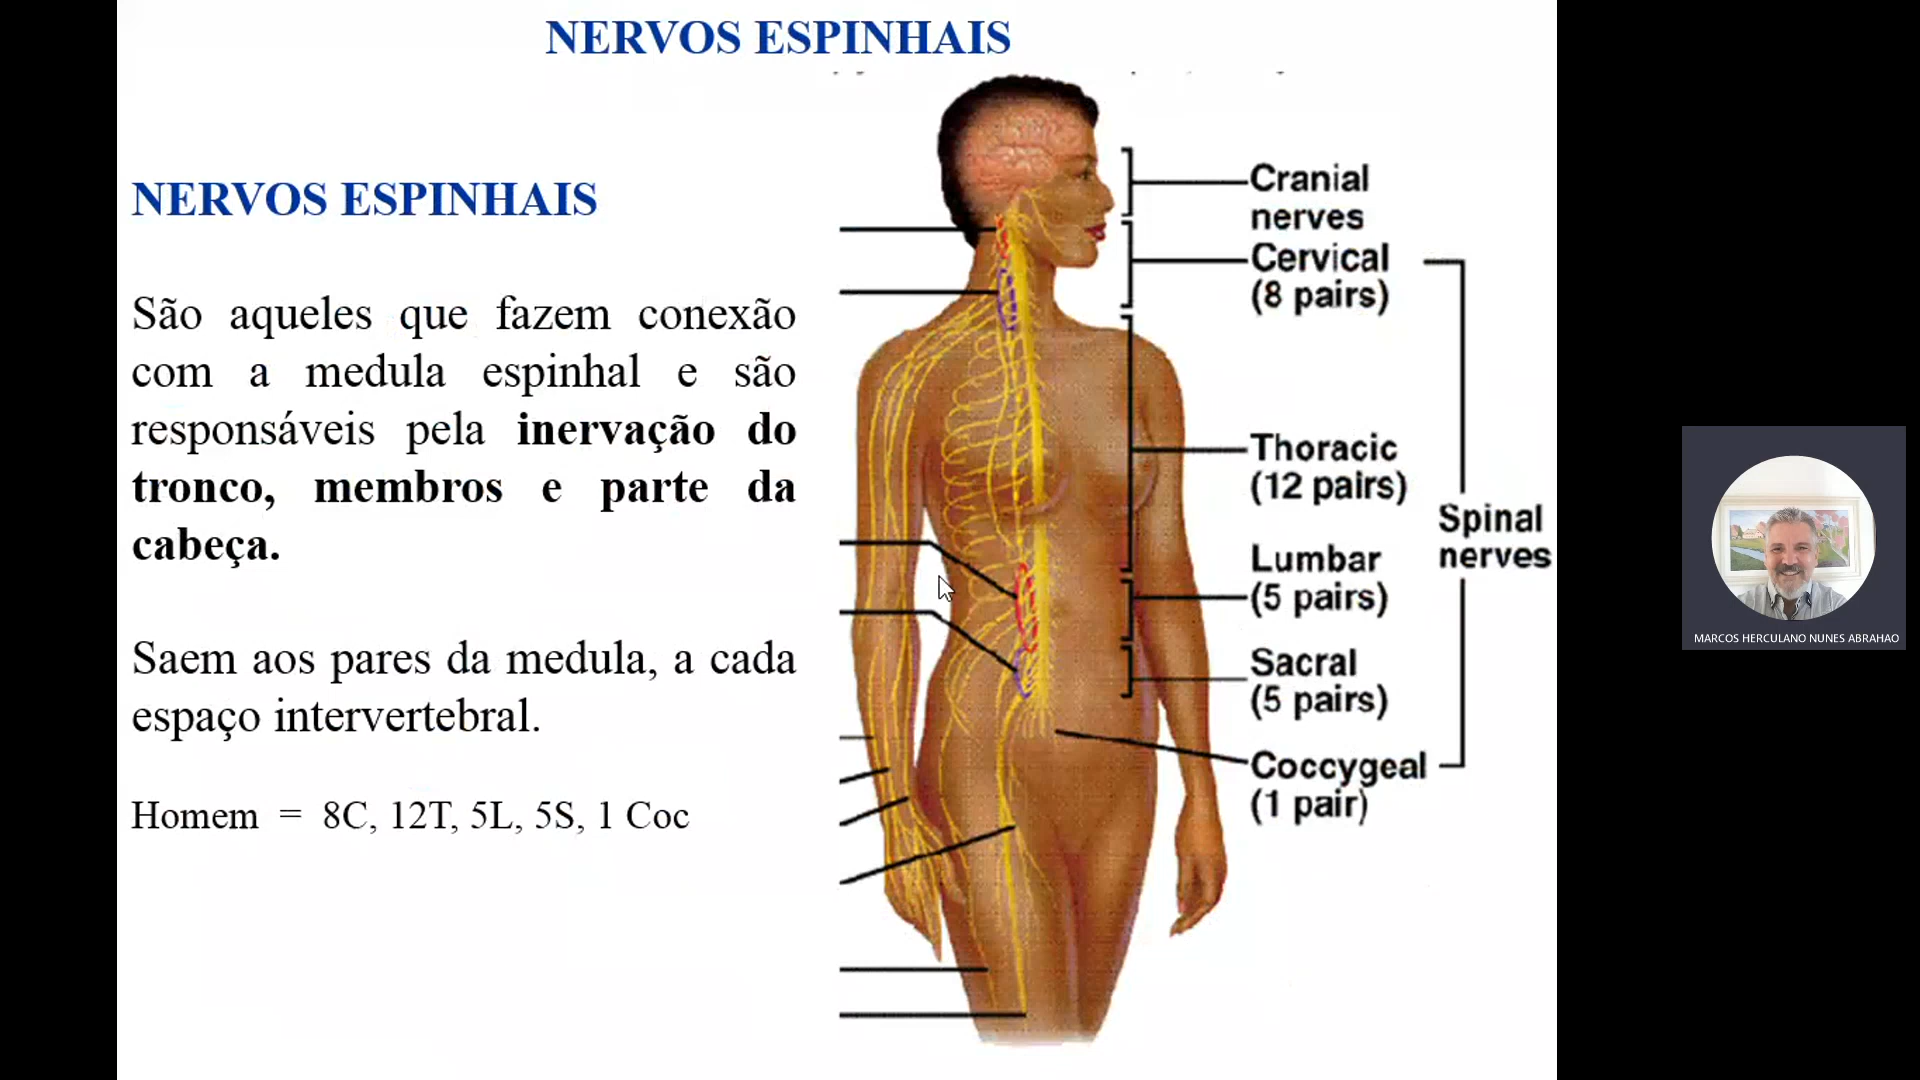 NERVOS ESPINHAIS
NERVOS ESPINHAIS
São aqueles que fazem conexão
com a medula espinhal e são
responsáveis pela inervação do
tronco, membros e parte da
cabeça.
Saem aos pares da medula, a cada
espaço intervertebral.
Homem = 8C, 12T, 5L, 5S, 1 Coc
Cranial
nerves
Cervical
(8 pairs)
Thoracic
(12 pairs)
Lumbar
(5 pairs)
Sacral
(5 pairs)
Coccygeal
(1 pair)
Spinal
nerves
MARCOS HERCULANO NUNES ABRAHAO